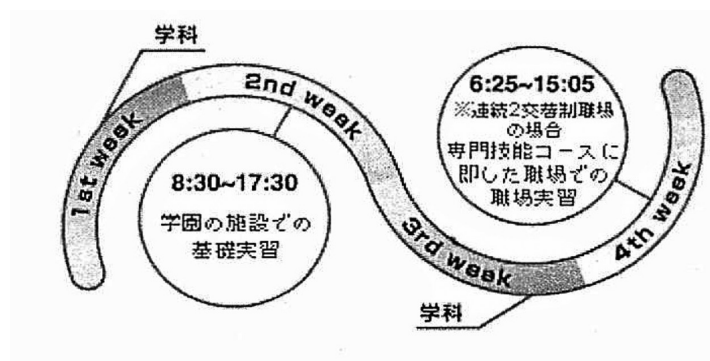 学科
1st week
2nd week
8:30~17:30
学園の施設での
基礎実習
6:25~15:05
※連続2交替制職場
の場合
専門技能コースに
即した職場での
職場実習
3rd week
4th week
学科